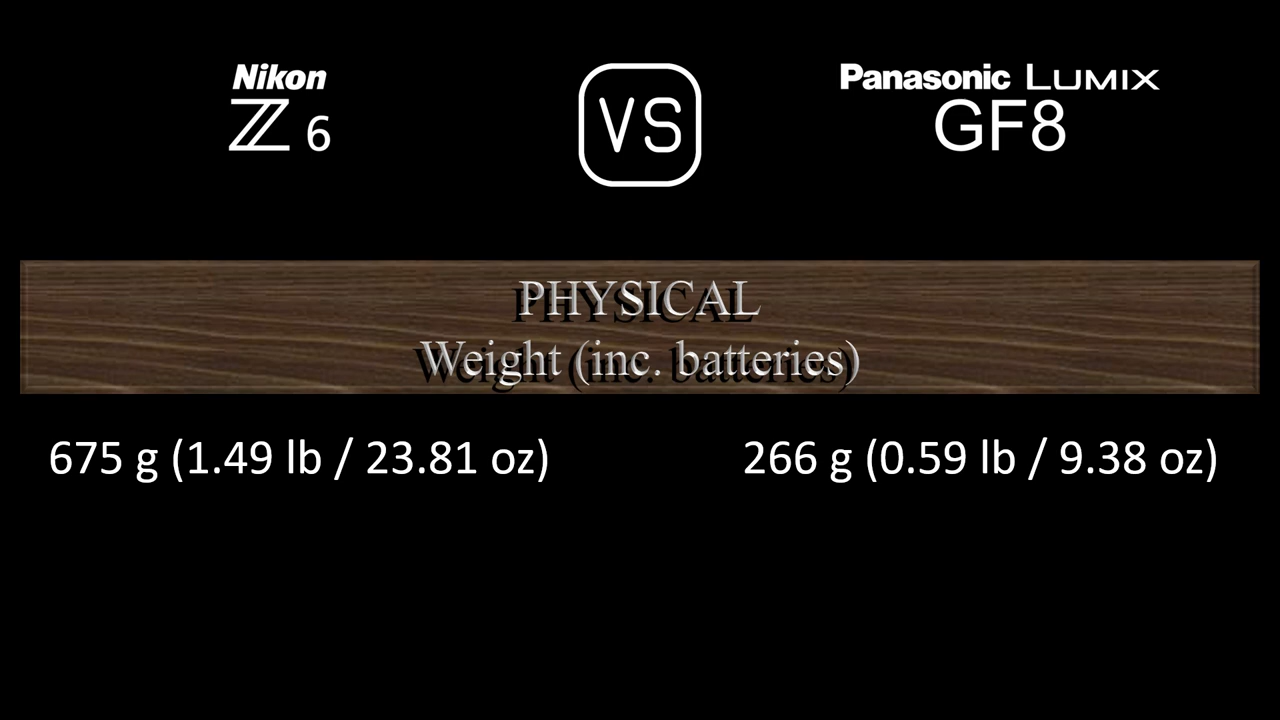 Nikon
Z 6
VS
Panasonic LUMIX
GF8
PHYSICAL
Weight (inc. batteries)
675 g (1.49 lb / 23.81 oz)
266 g (0.59 lb / 9.38 oz)